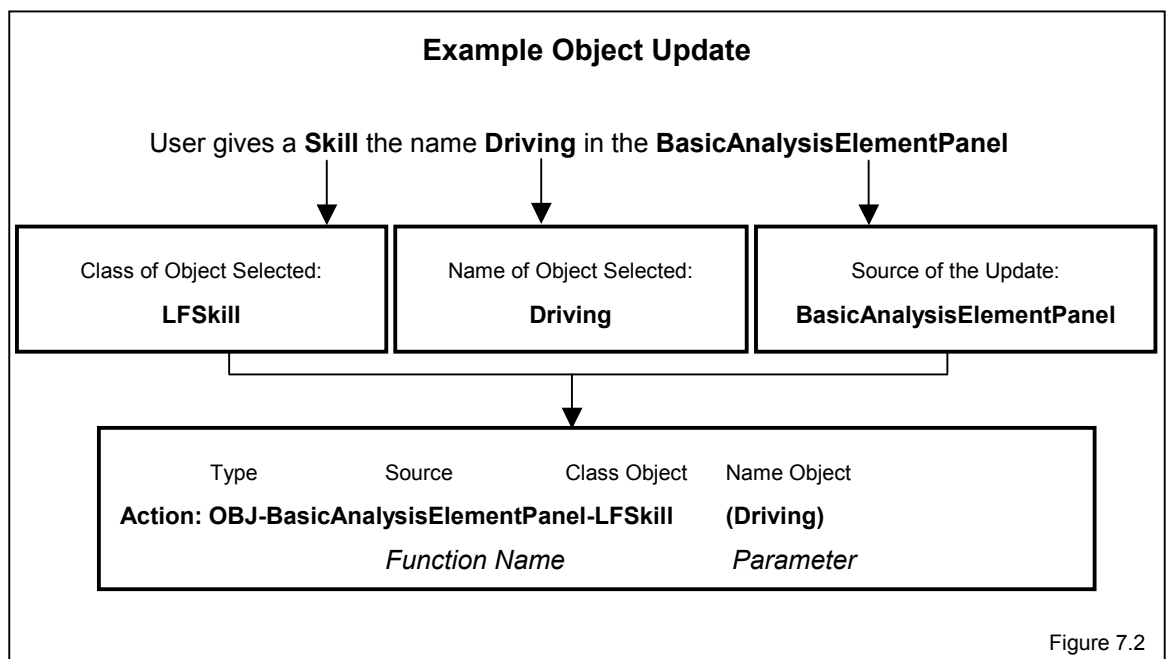 Example Object Update
User gives a Skill the name Driving in the BasicAnalysisElementPanel
Class of Object Selected:
LFSkill
Name of Object Selected:
Driving
Source of the Update:
BasicAnalysisElementPanel
Type Source Class Object Name Object
Action: OBJ-BasicAnalysisElementPanel-LFSkill (Driving)
Function Name Parameter
Figure 7.2